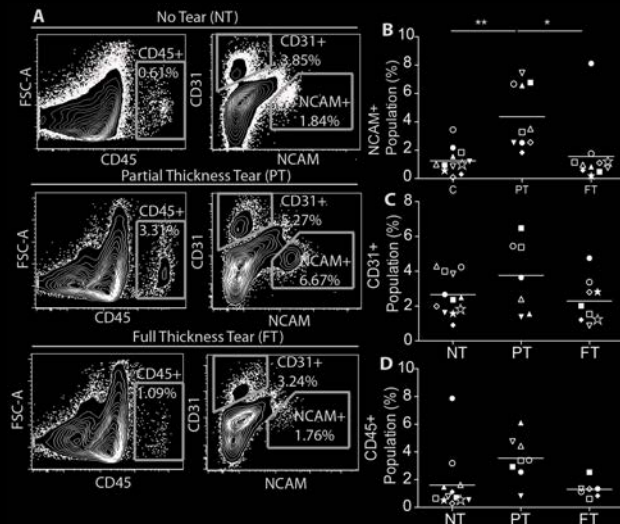 A
No Tear (NT)
FSC-A
CD45+
0.61%
CD45
CD31
CD31+
3.85%
NCAM+
1.84%
NCAM
Partial Thickness Tear (PT)
FSC-A
CD45+
3.31%
CD45
CD31
CD31+
5.27%
NCAM+
6.67%
NCAM
Full Thickness Tear (FT)
FSC-A
CD45+
1.09%
CD45
CD31
CD31+
3.24%
NCAM+
1.76%
NCAM
B
** *
NCAM+
Population (%)
10
8
6
4
2
0
C PT FT
C
CD31+
Population (%)
8
6
4
2
0
NT PT FT
D
CD45+
Population (%)
10
8
6
4
2
0
NT PT FT